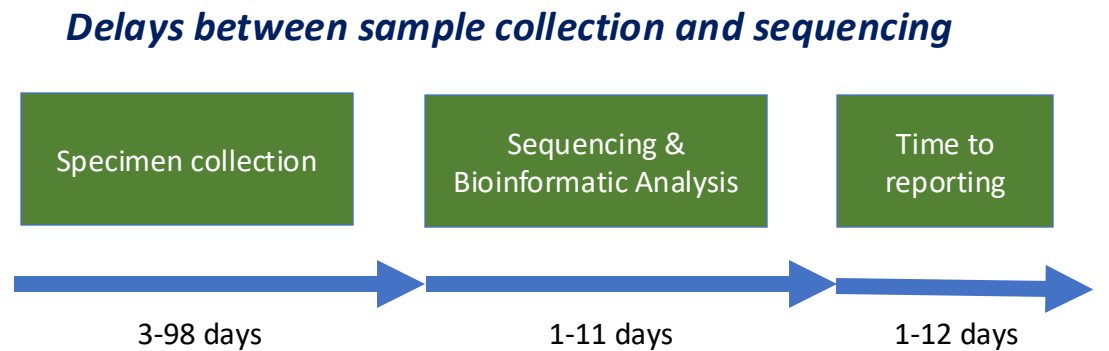 Delays between sample collection and sequencing
Specimen collection
Sequencing &
Bioinformatic Analysis
Time to
reporting
3-98 days
1-11 days
1-12 days